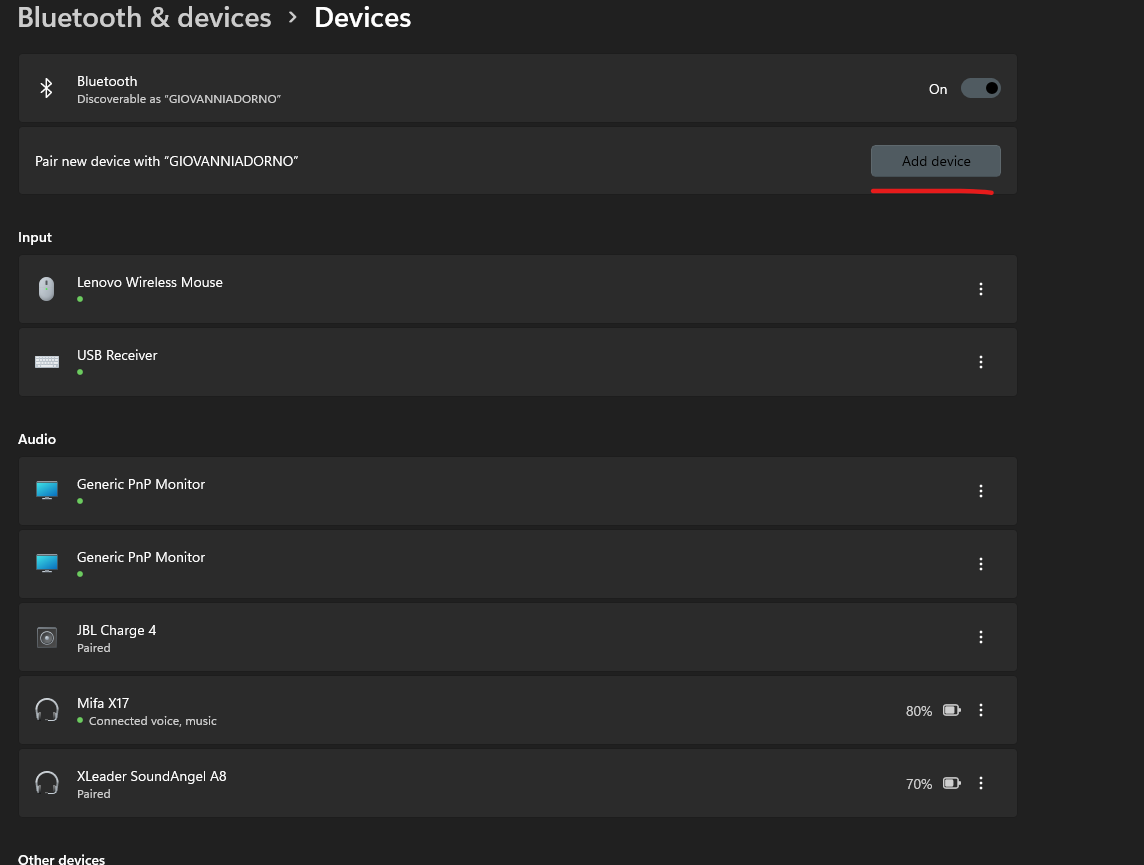 Bluetooth & devices > Devices
Bluetooth
Discoverable as "GIOVANNIADORNO"
On
Pair new device with "GIOVANNIADORNO"
Add device
Input
Lenovo Wireless Mouse
USB Receiver
Audio
Generic PnP Monitor
Generic PnP Monitor
JBL Charge 4
Paired
Mifa X17
Connected voice, music
80%
XLeader SoundAngel A8
Paired
70%
Other devices